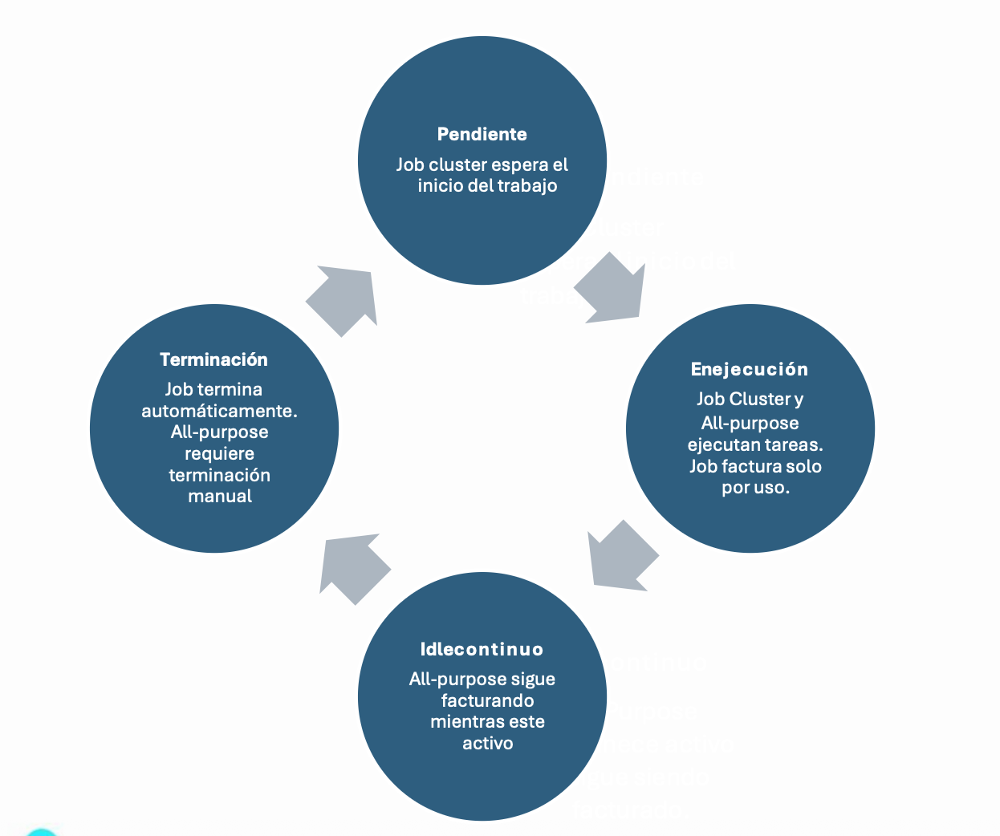 Pendiente
Job cluster espera el
inicio del trabajo
Enejecución
Job Cluster y
All-purpose
ejecutan tareas.
Job factura solo
por uso.
Idlecontinuo
All-purpose sigue
facturando
mientras este
activo
Terminación
Job termina
automáticamente.
All-purpose
requiere
terminación
manual